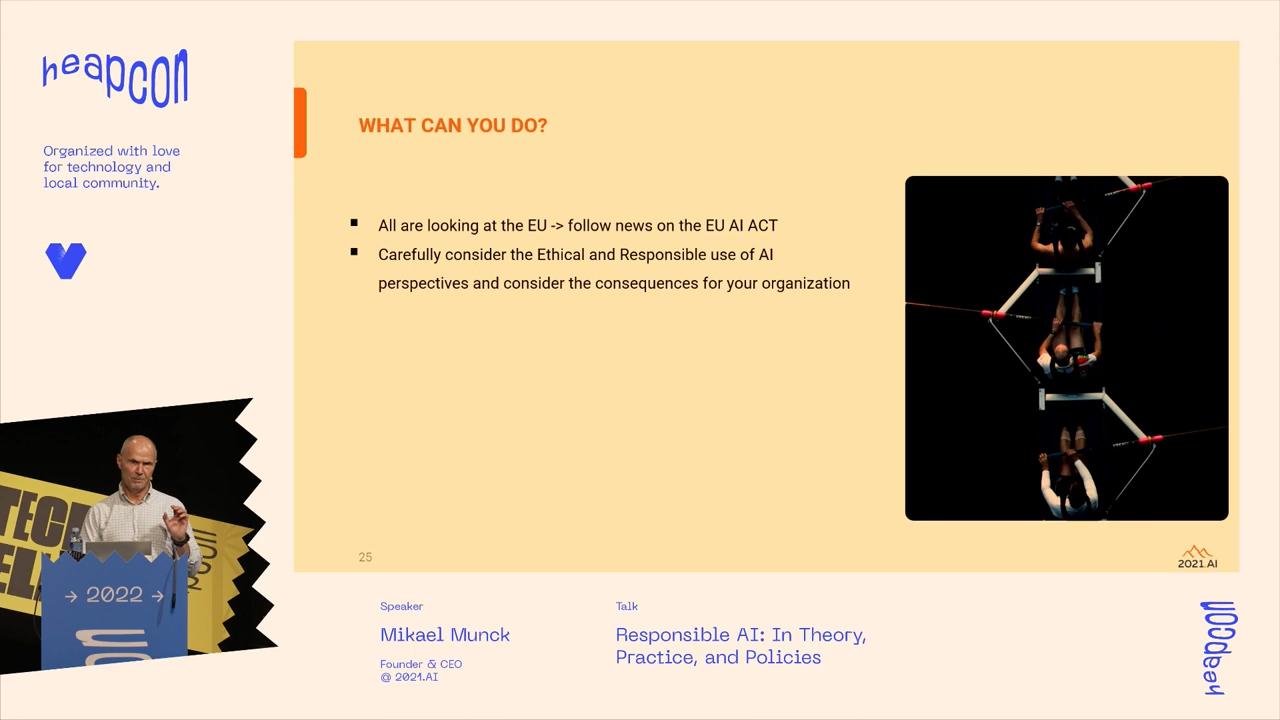 heapcon
Organized with love
for technology and
local community.
WHAT CAN YOU DO?
▪ All are looking at the EU -> follow news on the EU AI ACT
▪ Carefully consider the Ethical and Responsible use of AI
perspectives and consider the consequences for your organization
25
2021.AI
→ 2022 →
Speaker
Mikael Munck
Founder & CEO
@ 2021.AI
Talk
Responsible AI: In Theory,
Practice, and Policies
heapcon